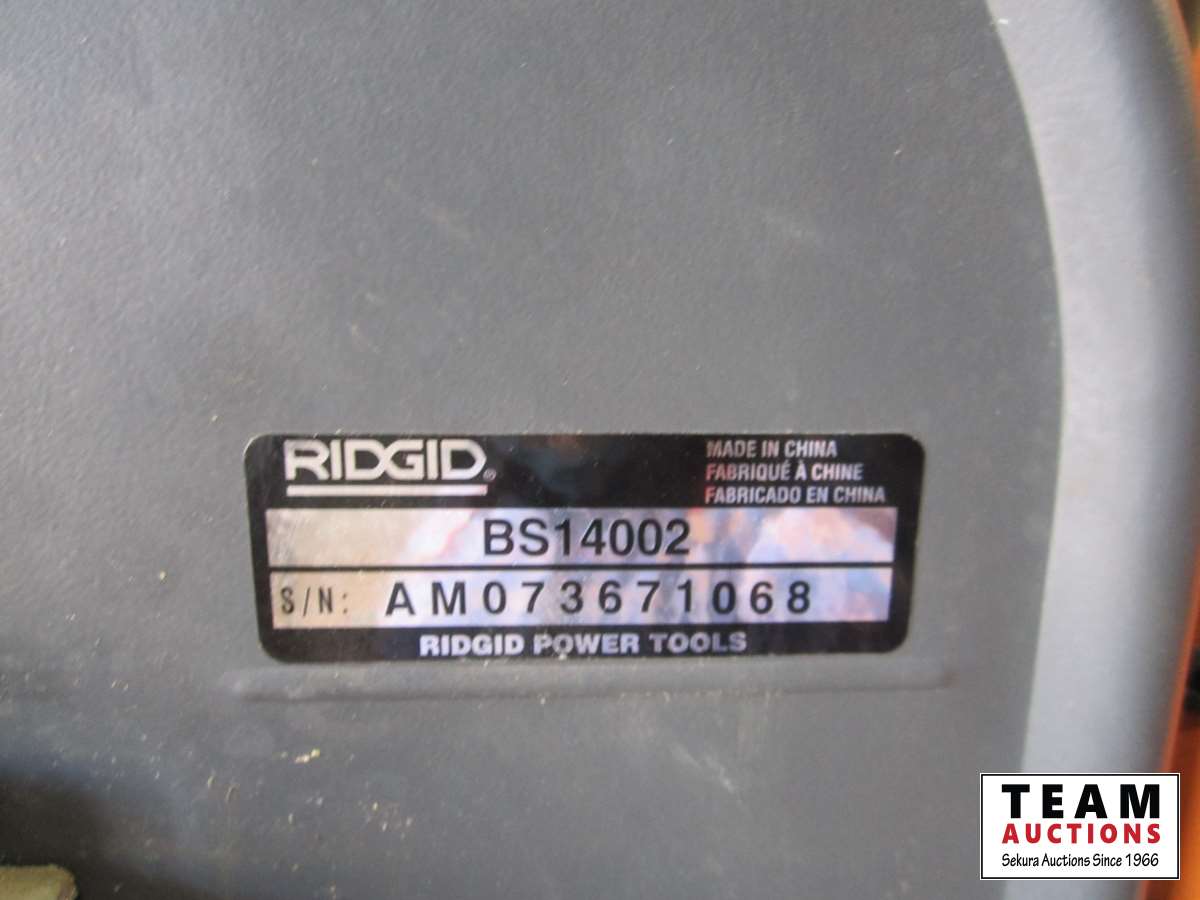 RIDGID®
MADE IN CHINA
FABRIQUÉ À CHINE
FABRICADO EN CHINA
BS14002
S/N: AM073671068
RIDGID POWER TOOLS
TEAM
AUCTIONS
Sekura Auctions Since 1966